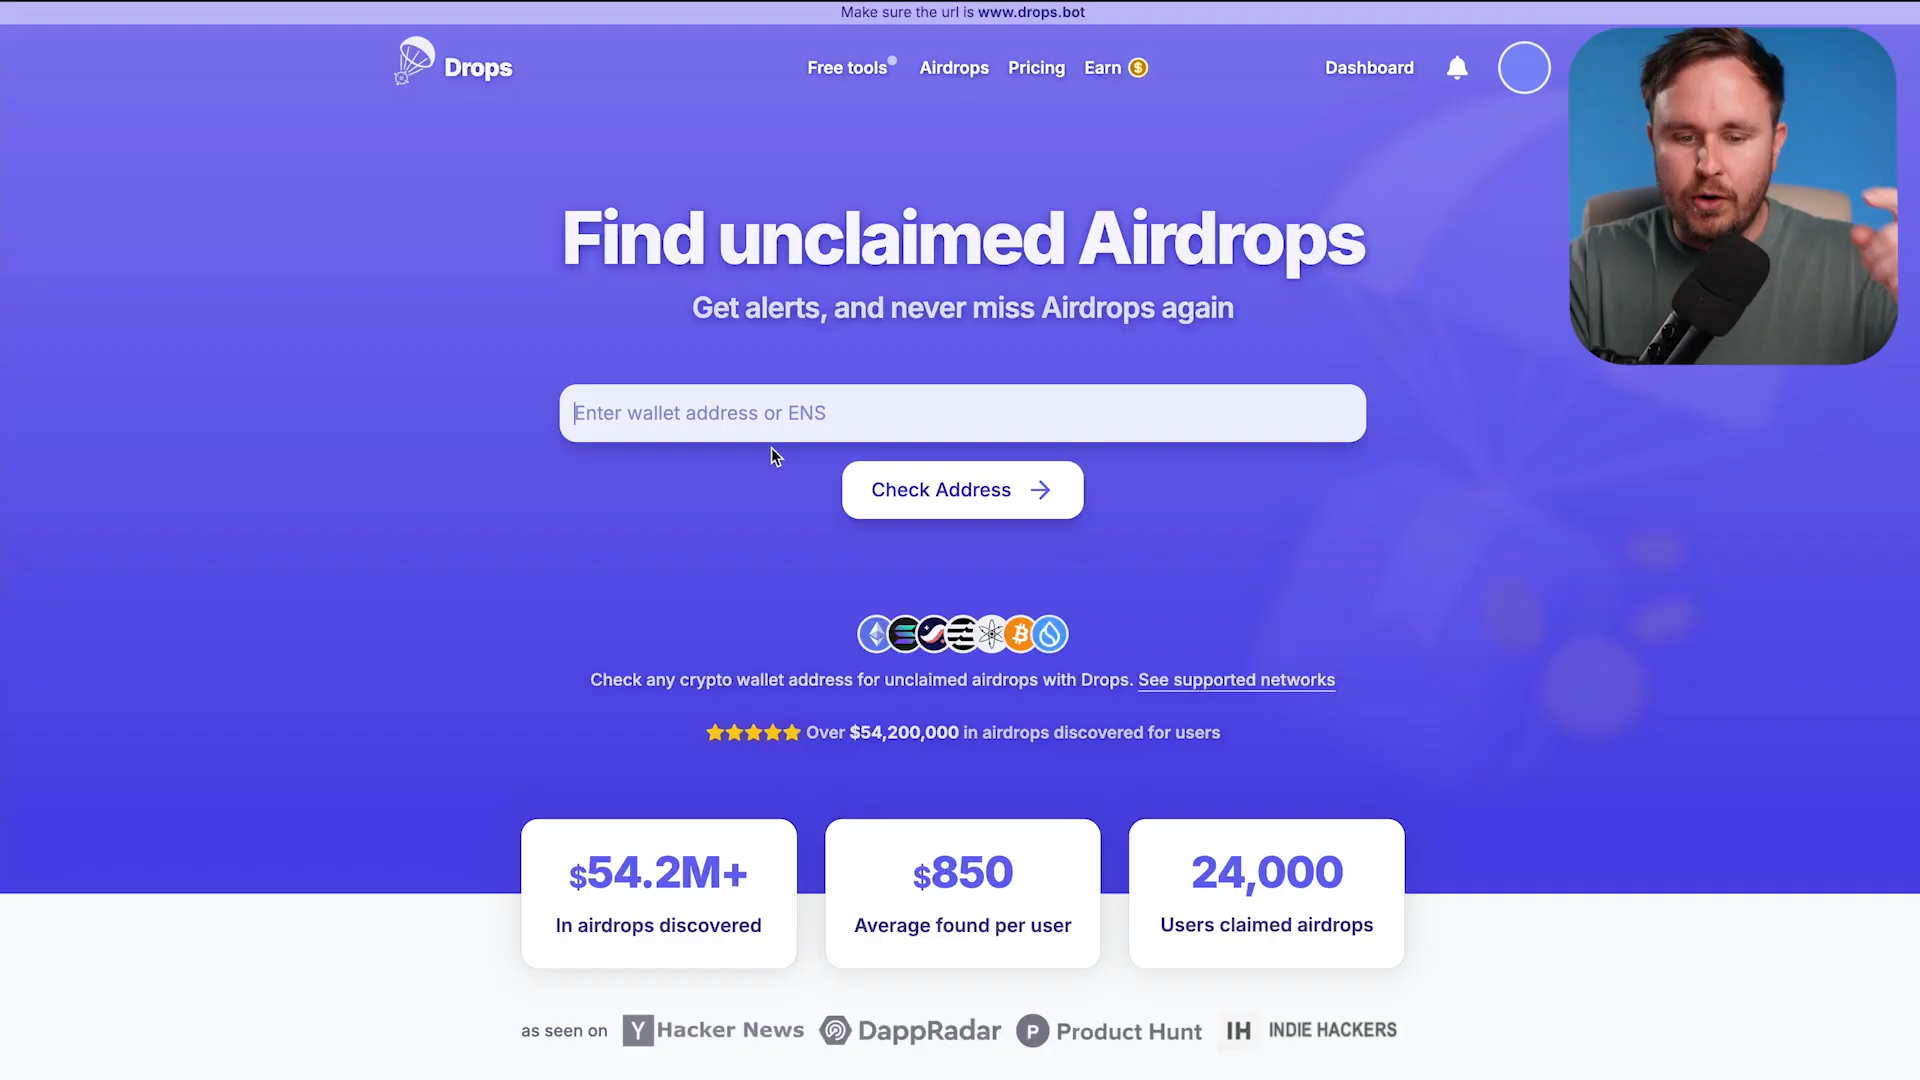 Make sure the url is www.drops.bot
Drops
Free tools
Airdrops
Pricing
Earn $
Dashboard
Find unclaimed Airdrops
Get alerts, and never miss Airdrops again
Enter wallet address or ENS
Check Address
Check any crypto wallet address for unclaimed airdrops with Drops. See supported networks
Over $54,200,000 in airdrops discovered for users
$54.2M+
In airdrops discovered
$850
Average found per user
24,000
Users claimed airdrops
as seen on
Y Hacker News
DappRadar
P Product Hunt
IH INDIE HACKERS